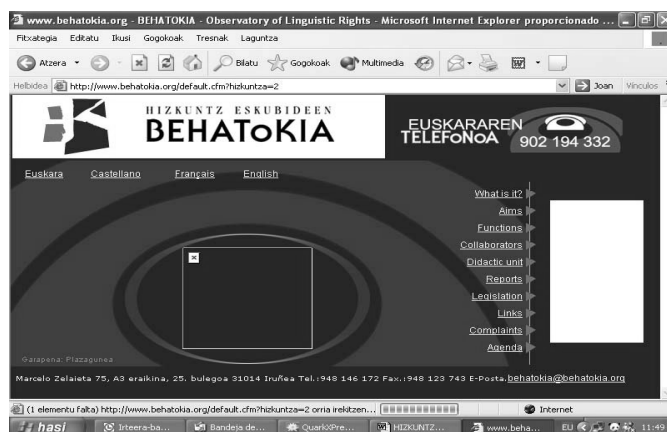 www.behatokia.org - BEHATOKIA - Observatory of Linguistic Rights - Microsoft Internet Explorer proporcionado ...
Fitxategia Editatu Ikusi Gogokoak Tresnak Laguntza
Atzera Bilatu Gogokoak Multimedia
Helbidea http://www.behatokia.org/default.cfm?hizkuntza=2 Joan Vínculos
HIZKUNTZ ESKUBIDEEN
BEHATOKIA
EUSKARAREN
TELEFONOA 902 194 332
Euskara Castellano Français English
What is it?
Aims
Functions
Collaborators
Didactic unit
Reports
Legislation
Links
Complaints
Agenda
Garapena: Plazagunea
Marcelo Zelaieta 75, A3 eraikina, 25. bulegoa 31014 Iruñea Tel.:948 146 172 Fax.:948 123 743 E-Posta.behatokia@behatokia.org
(1 elementu falta) http://www.behatokia.org/default.cfm?hizkuntza=2 orria irekitzen... Internet
hasi Irteera-ba... Bandeja de... QuarkXPre... HIZKUNTZ... www.beha... EU 11:49